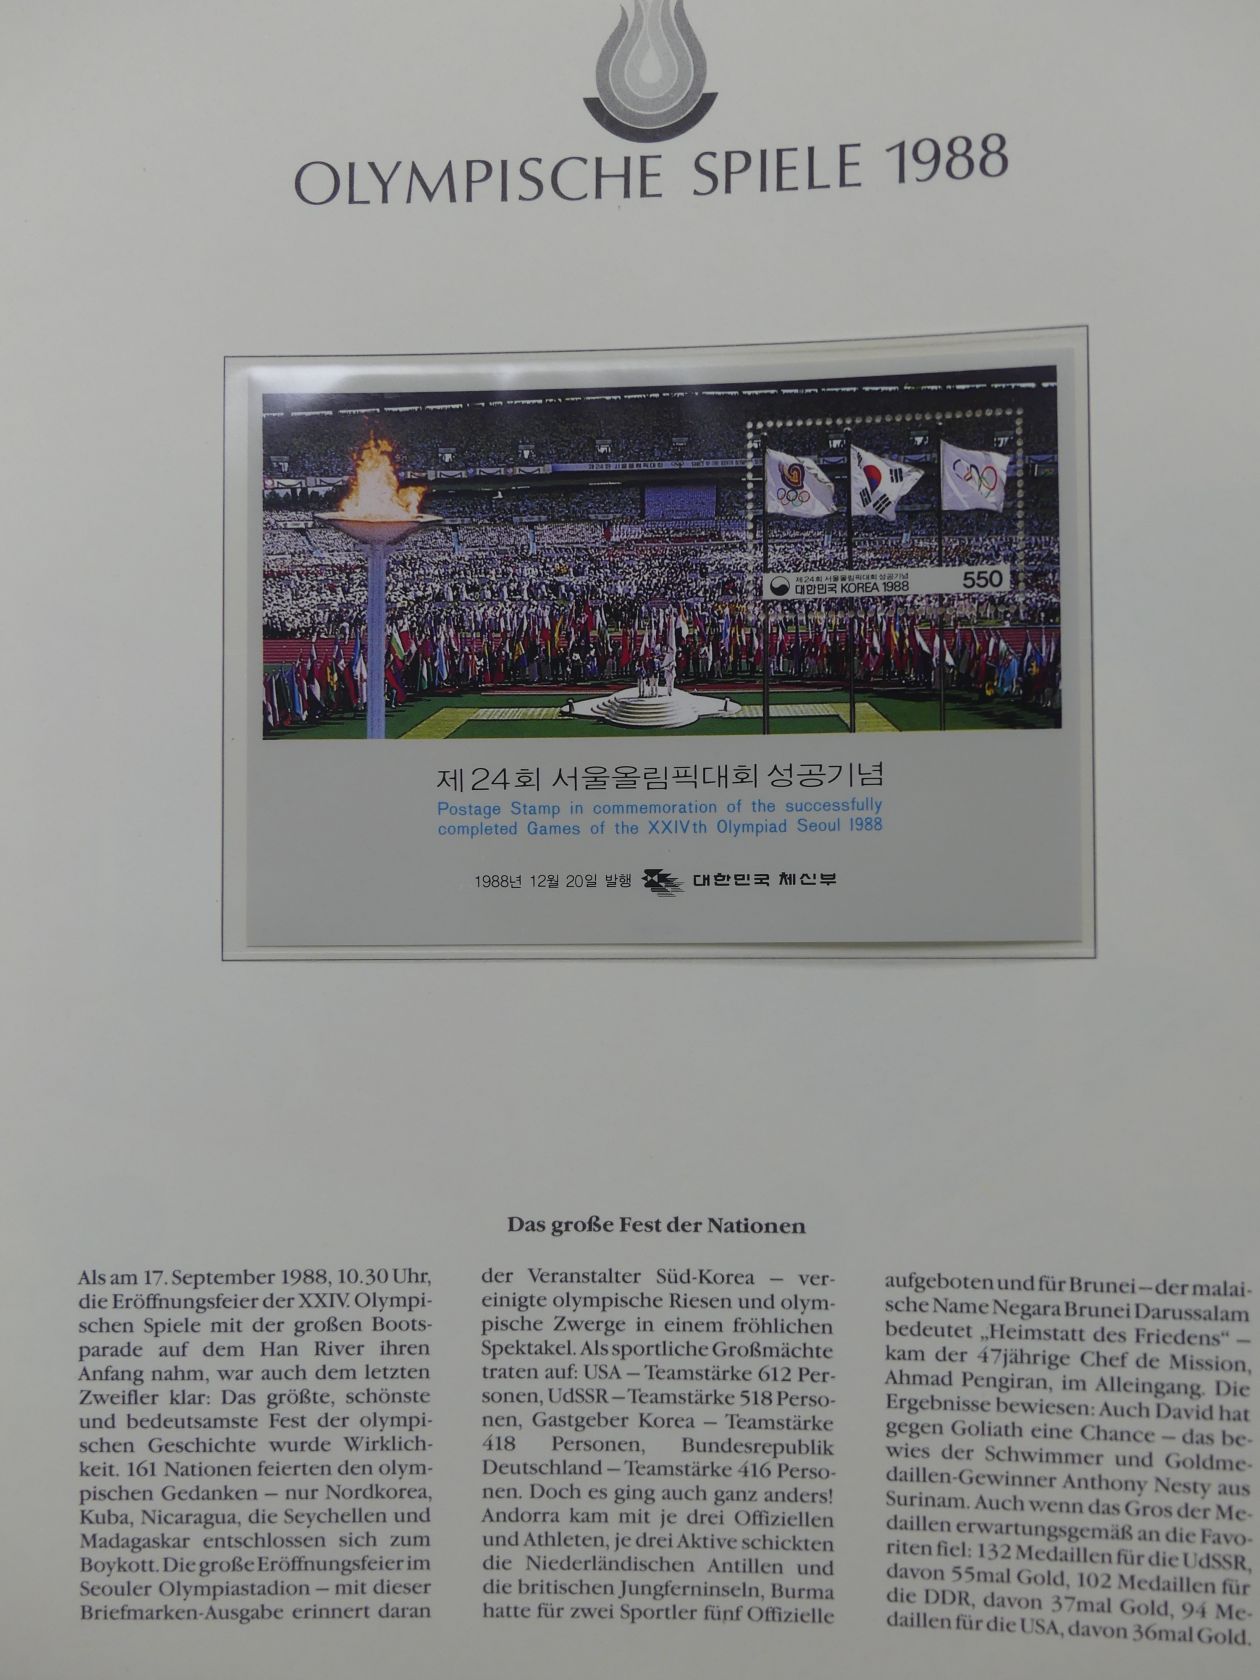 OLYMPISCHE SPIELE 1988
제24회 서울올림픽대회
제24회 서울올림픽대회 성공기념
대한민국 KOREA 1988
550
제24회 서울올림픽대회 성공기념
Postage Stamp in commemoration of the successfully
completed Games of the XXIVth Olympiad Seoul 1988
1988년 12월 20일 발행 대한민국 체신부
Das große Fest der Nationen
Als am 17. September 1988, 10.30 Uhr,
die Eröffnungsfeier der XXIV. Olympi-
schen Spiele mit der großen Boots-
parade auf dem Han River ihren
Anfang nahm, war auch dem letzten
Zweifler klar: Das größte, schönste
und bedeutsamste Fest der olympi-
schen Geschichte wurde Wirklich-
keit. 161 Nationen feierten den olym-
pischen Gedanken – nur Nordkorea,
Kuba, Nicaragua, die Seychellen und
Madagaskar entschlossen sich zum
Boykott. Die große Eröffnungsfeier im
Seouler Olympiastadion – mit dieser
Briefmarken-Ausgabe erinnert daran
der Veranstalter Süd-Korea – ver-
einigte olympische Riesen und olym-
pische Zwerge in einem fröhlichen
Spektakel. Als sportliche Großmächte
traten auf: USA – Teamstärke 612 Per-
sonen, UdSSR – Teamstärke 518 Perso-
nen, Gastgeber Korea – Teamstärke
418 Personen, Bundesrepublik
Deutschland – Teamstärke 416 Perso-
nen. Doch es ging auch ganz anders!
Andorra kam mit je drei Offiziellen
und Athleten, je drei Aktive schickten
die Niederländischen Antillen und
die britischen Jungferninseln, Burma
hatte für zwei Sportler fünf Offizielle
aufgeboten und für Brunei – der malai-
sche Name Negara Brunei Darussalam
bedeutet „Heimstatt des Friedens“ –
kam der 47jährige Chef de Mission,
Ahmad Pengiran, im Alleingang. Die
Ergebnisse bewiesen: Auch David hat
gegen Goliath eine Chance – das be-
wies der Schwimmer und Goldme-
daillen-Gewinner Anthony Nesty aus
Surinam. Auch wenn das Gros der Me-
daillen erwartungsgemäß an die Favo-
riten fiel: 132 Medaillen für die UdSSR,
davon 55mal Gold, 102 Medaillen für
die DDR, davon 37mal Gold, 94 Me-
daillen für die USA, davon 36mal Gold.